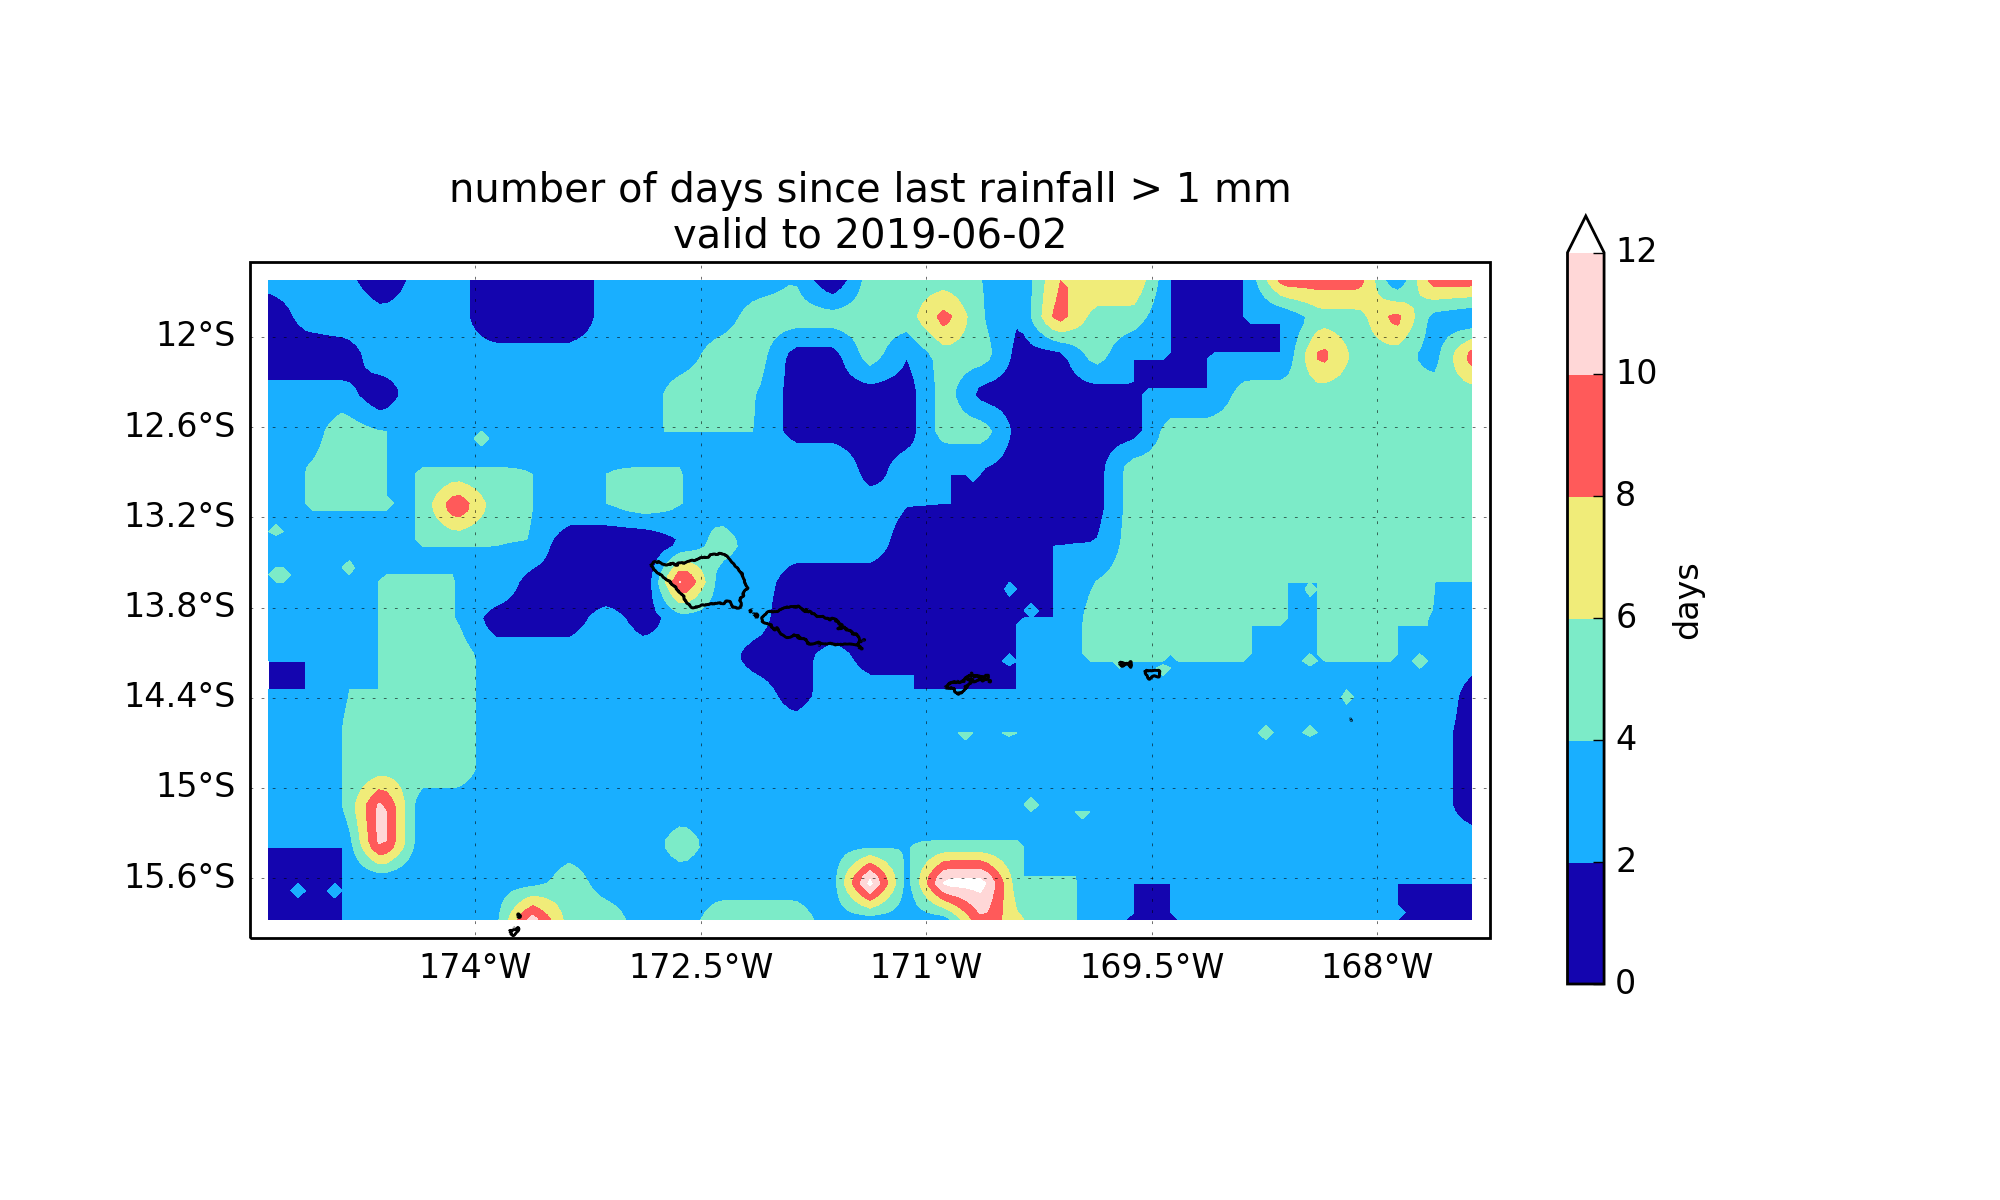 number of days since last rainfall > 1 mm
valid to 2019-06-02
12°S
12.6°S
13.2°S
13.8°S
14.4°S
15°S
15.6°S
174°W
172.5°W
171°W
169.5°W
168°W
12
10
8
6
4
2
0
days